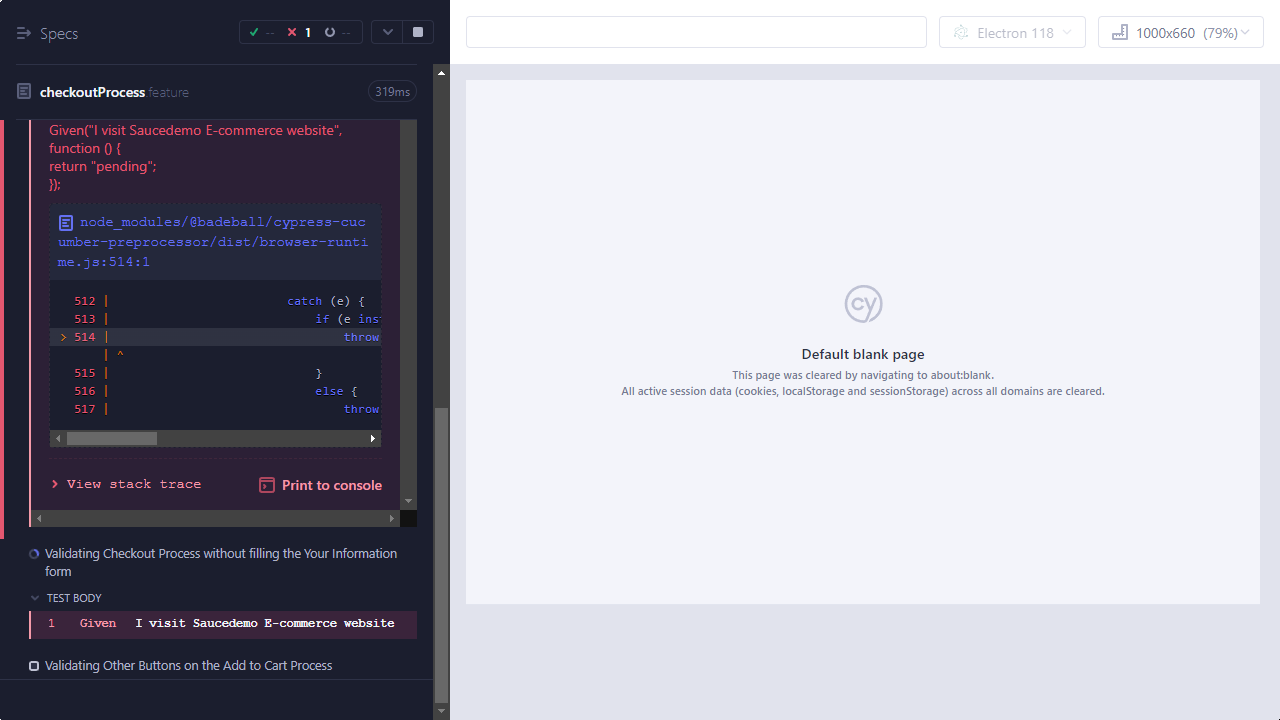 Specs
-- 1 --
Electron 118
1000x660 (79%)
checkoutProcess.feature
319ms
Given("I visit Saucedemo E-commerce website",
function () {
return "pending";
});
node_modules/@badeball/cypress-cuc
umber-preprocessor/dist/browser-runti
me.js:514:1
512 | catch (e) {
513 | if (e ins
> 514 | throw
| ^
515 | }
516 | else {
517 | throw
View stack trace
Print to console
Validating Checkout Process without filling the Your Information
form
TEST BODY
1 Given I visit Saucedemo E-commerce website
Validating Other Buttons on the Add to Cart Process
cy
Default blank page
This page was cleared by navigating to about:blank.
All active session data (cookies, localStorage and sessionStorage) across all domains are cleared.